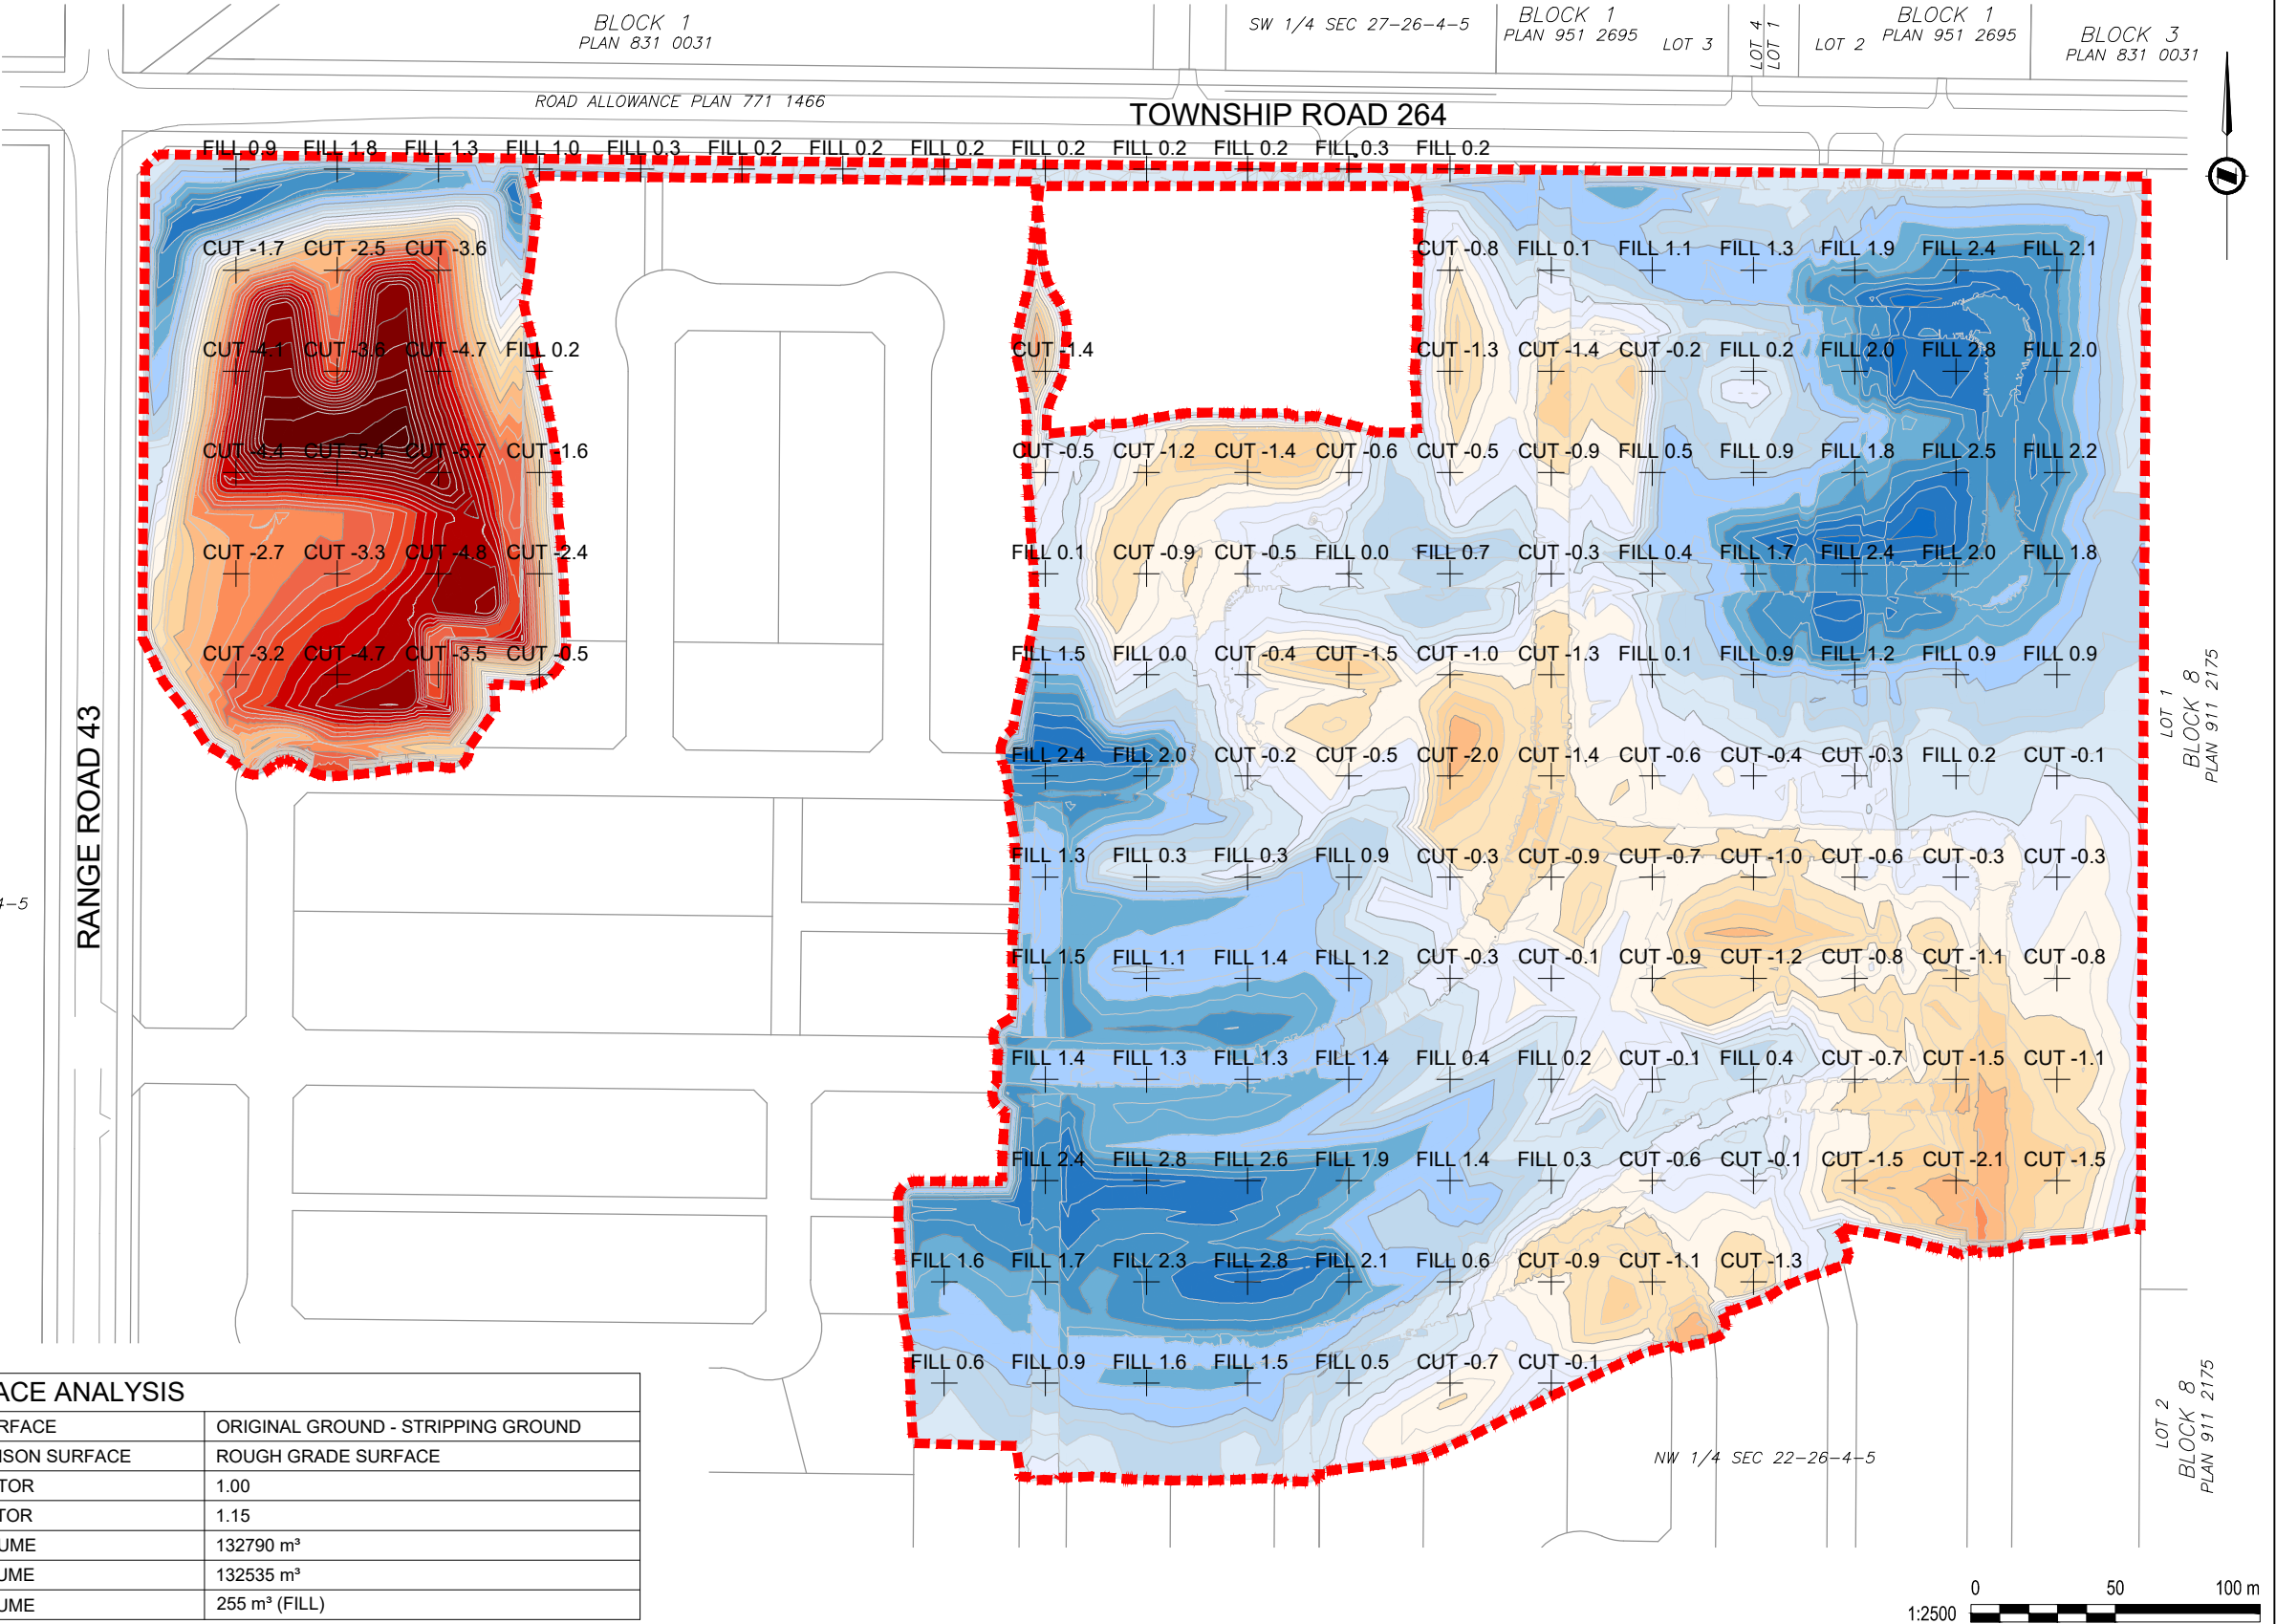 BLOCK 1
PLAN 831 0031
SW 1/4 SEC 27-26-4-5
BLOCK 1
PLAN 951 2695
LOT 3
LOT 4
LOT 1
LOT 2
BLOCK 1
PLAN 951 2695
BLOCK 3
PLAN 831 0031
ROAD ALLOWANCE PLAN 771 1466
TOWNSHIP ROAD 264
FILL 0.9 FILL 1.8 FILL 1.3 FILL 1.0 FILL 0.3 FILL 0.2 FILL 0.2 FILL 0.2 FILL 0.2 FILL 0.2 FILL 0.2 FILL 0.3 FILL 0.2
CUT -1.7 CUT -2.5 CUT -3.6 CUT -0.8 FILL 0.1 FILL 1.1 FILL 1.3 FILL 1.9 FILL 2.4 FILL 2.1
CUT -4.1 CUT -3.6 CUT -4.7 FILL 0.2 CUT -1.4 CUT -1.3 CUT -1.4 CUT -0.2 FILL 0.2 FILL 2.0 FILL 2.8 FILL 2.0
CUT -4.4 CUT -5.4 CUT -5.7 CUT -1.6 CUT -0.5 CUT -1.2 CUT -1.4 CUT -0.6 CUT -0.5 CUT -0.9 FILL 0.5 FILL 0.9 FILL 1.8 FILL 2.5 FILL 2.2
CUT -2.7 CUT -3.3 CUT -4.8 CUT -2.4 FILL 0.1 CUT -0.9 CUT -0.5 FILL 0.0 FILL 0.7 CUT -0.3 FILL 0.4 FILL 1.7 FILL 2.4 FILL 2.0 FILL 1.8
CUT -3.2 CUT -4.7 CUT -3.5 CUT -0.5 FILL 1.5 FILL 0.0 CUT -0.4 CUT -1.5 CUT -1.0 CUT -1.3 FILL 0.1 FILL 0.9 FILL 1.2 FILL 0.9 FILL 0.9
FILL 2.4 FILL 2.0 CUT -0.2 CUT -0.5 CUT -2.0 CUT -1.4 CUT -0.6 CUT -0.4 CUT -0.3 FILL 0.2 CUT -0.1
FILL 1.3 FILL 0.3 FILL 0.3 FILL 0.9 CUT -0.3 CUT -0.9 CUT -0.7 CUT -1.0 CUT -0.6 CUT -0.3 CUT -0.3
FILL 1.5 FILL 1.1 FILL 1.4 FILL 1.2 CUT -0.3 CUT -0.1 CUT -0.9 CUT -1.2 CUT -0.8 CUT -1.1 CUT -0.8
FILL 1.4 FILL 1.3 FILL 1.3 FILL 1.4 FILL 0.4 FILL 0.2 CUT -0.1 FILL 0.4 CUT -0.7 CUT -1.5 CUT -1.1
FILL 2.4 FILL 2.8 FILL 2.6 FILL 1.9 FILL 1.4 FILL 0.3 CUT -0.6 CUT -0.1 CUT -1.5 CUT -2.1 CUT -1.5
FILL 1.6 FILL 1.7 FILL 2.3 FILL 2.8 FILL 2.1 FILL 0.6 CUT -0.9 CUT -1.1 CUT -1.3
FILL 0.6 FILL 0.9 FILL 1.6 FILL 1.5 FILL 0.5 CUT -0.7 CUT -0.1
RANGE ROAD 43
4-5
LOT 1
BLOCK 8
PLAN 911 2175
LOT 2
BLOCK 8
PLAN 911 2175
NW 1/4 SEC 22-26-4-5
ACE ANALYSIS
RFACE ORIGINAL GROUND - STRIPPING GROUND
ISON SURFACE ROUGH GRADE SURFACE
TOR 1.00
TOR 1.15
UME 132790 m³
UME 132535 m³
UME 255 m³ (FILL)
0 50 100 m
1:2500